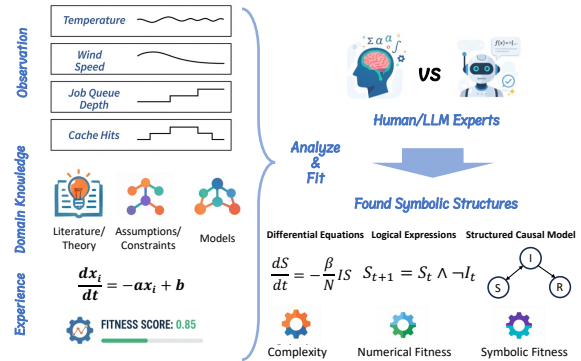 Observation
Temperature
Wind
Speed
Job Queue
Depth
Cache Hits
Domain Knowledge
Literature/
Theory
Assumptions/
Constraints
Models
Experience
dx_i/dt = −ax_i + b
FITNESS SCORE: 0.85
Analyze
&
Fit
Σ α α ∫
VS
f(x)=
Human/LLM Experts
Found Symbolic Structures
Differential Equations
Logical Expressions
Structured Causal Model
dS/dt = −β/N IS
S_{t+1} = S_t ∧ ¬I_t
I
S
R
Complexity
Numerical Fitness
Symbolic Fitness